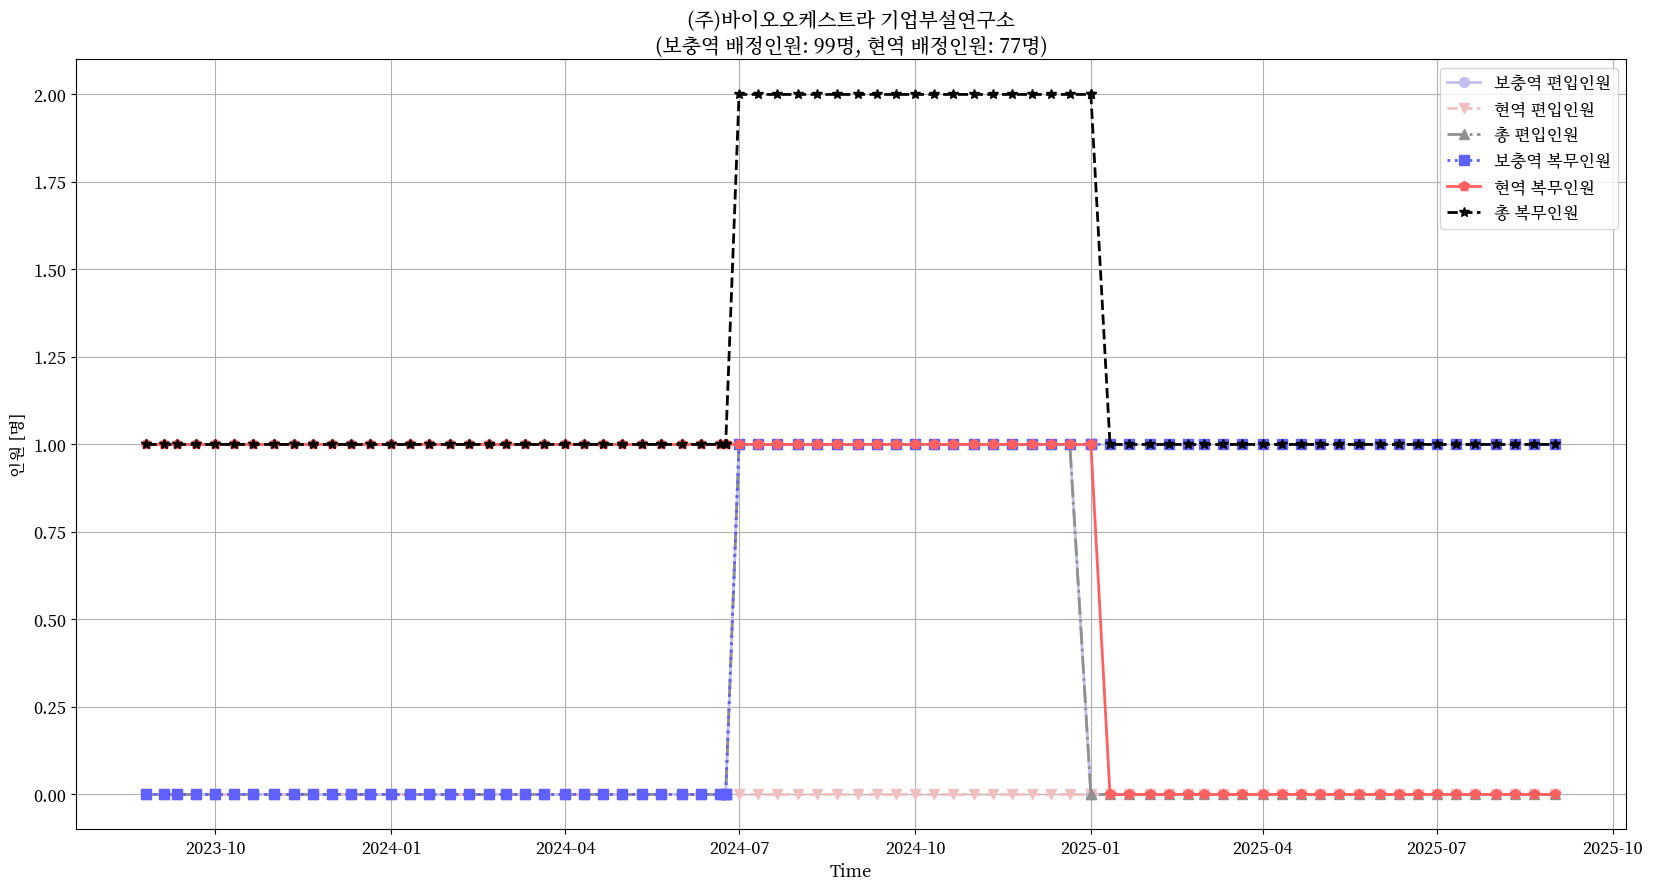 (주)바이오오케스트라 기업부설연구소
(보충역 배정인원: 99명, 현역 배정인원: 77명)
보충역 편입인원
현역 편입인원
총 편입인원
보충역 복무인원
현역 복무인원
총 복무인원
인원 [명]
2.00
1.75
1.50
1.25
1.00
0.75
0.50
0.25
0.00
2023-10
2024-01
2024-04
2024-07
2024-10
2025-01
2025-04
2025-07
2025-10
Time